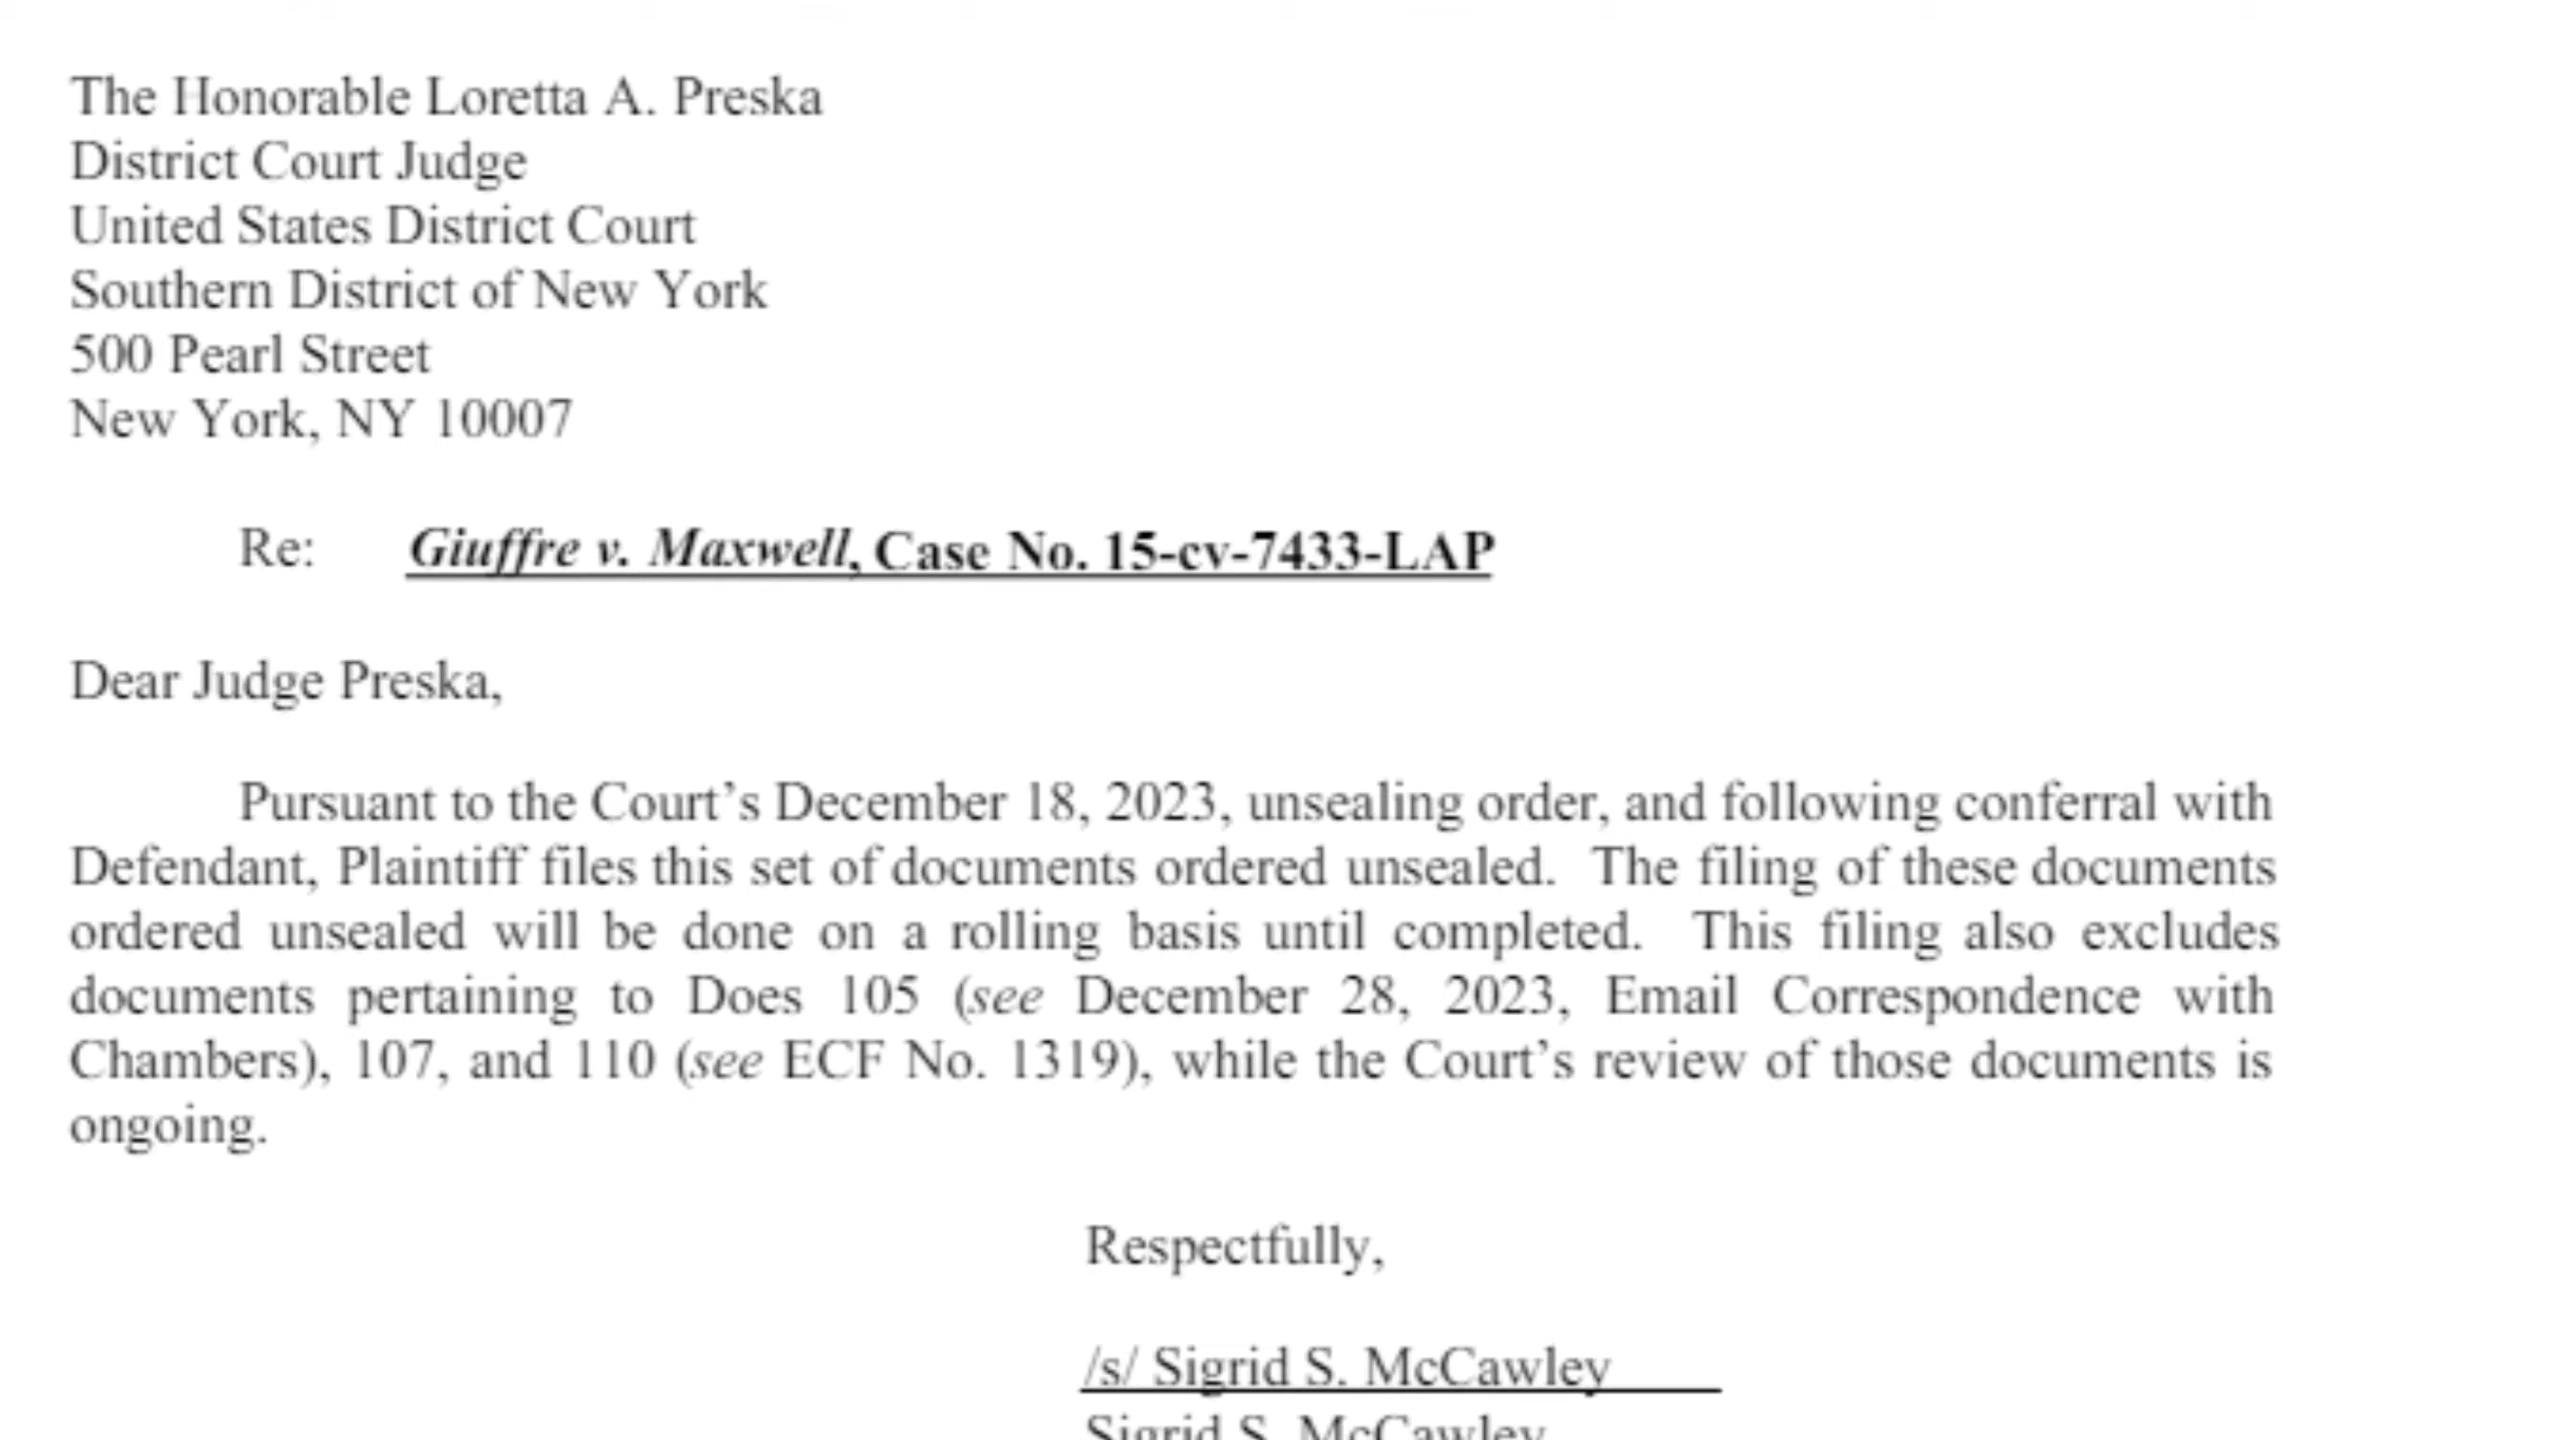 The Honorable Loretta A. Preska
District Court Judge
United States District Court
Southern District of New York
500 Pearl Street
New York, NY 10007
Re: Giuffre v. Maxwell, Case No. 15-cv-7433-LAP
Dear Judge Preska,
Pursuant to the Court’s December 18, 2023, unsealing order, and following conferral with
Defendant, Plaintiff files this set of documents ordered unsealed. The filing of these documents
ordered unsealed will be done on a rolling basis until completed. This filing also excludes
documents pertaining to Does 105 (see December 28, 2023, Email Correspondence with
Chambers), 107, and 110 (see ECF No. 1319), while the Court’s review of those documents is
ongoing.
Respectfully,
/s/ Sigrid S. McCawley
Sigrid S. McCawley